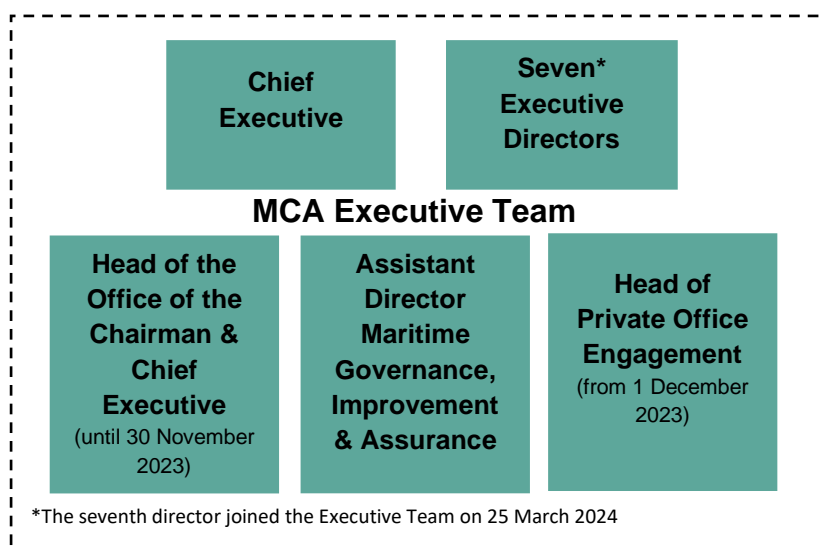 Chief
Executive
Seven*
Executive
Directors
MCA Executive Team
Head of the
Office of the
Chairman &
Chief
Executive
(until 30 November
2023)
Assistant
Director
Maritime
Governance,
Improvement
& Assurance
Head of
Private Office
Engagement
(from 1 December
2023)
*The seventh director joined the Executive Team on 25 March 2024